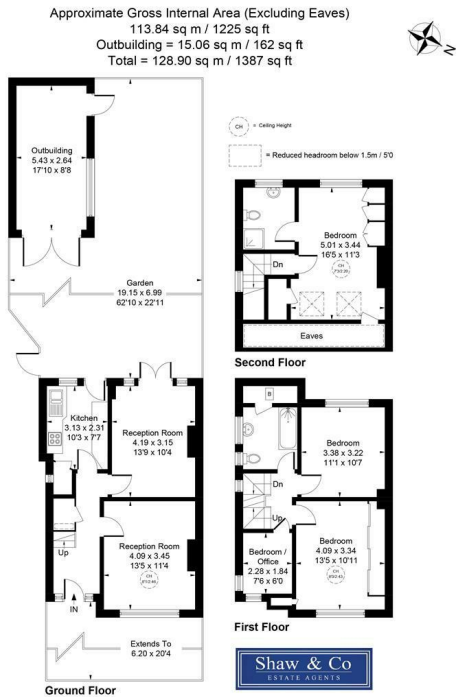 Approximate Gross Internal Area (Excluding Eaves)
113.84 sq m / 1225 sq ft
Outbuilding = 15.06 sq m / 162 sq ft
Total = 128.90 sq m / 1387 sq ft
N
CH = Ceiling Height
= Reduced headroom below 1.5m / 5'0
Outbuilding
5.43 x 2.64
17'10 x 8'8
Garden
19.15 x 6.99
62'10 x 22'11
Bedroom
5.01 x 3.44
16'5 x 11'3
CH
Dn
Eaves
Second Floor
Kitchen
3.13 x 2.31
10'3 x 7'7
Reception Room
4.19 x 3.15
13'9 x 10'4
Up
Reception Room
4.09 x 3.45
13'5 x 11'4
CH
IN
Extends To
6.20 x 20'4
Ground Floor
B
Bedroom
3.38 x 3.22
11'1 x 10'7
Dn
Up
Bedroom /
Office
2.28 x 1.84
7'6 x 6'0
Bedroom
4.09 x 3.34
13'5 x 10'11
CH
First Floor
Shaw & Co
ESTATE AGENTS